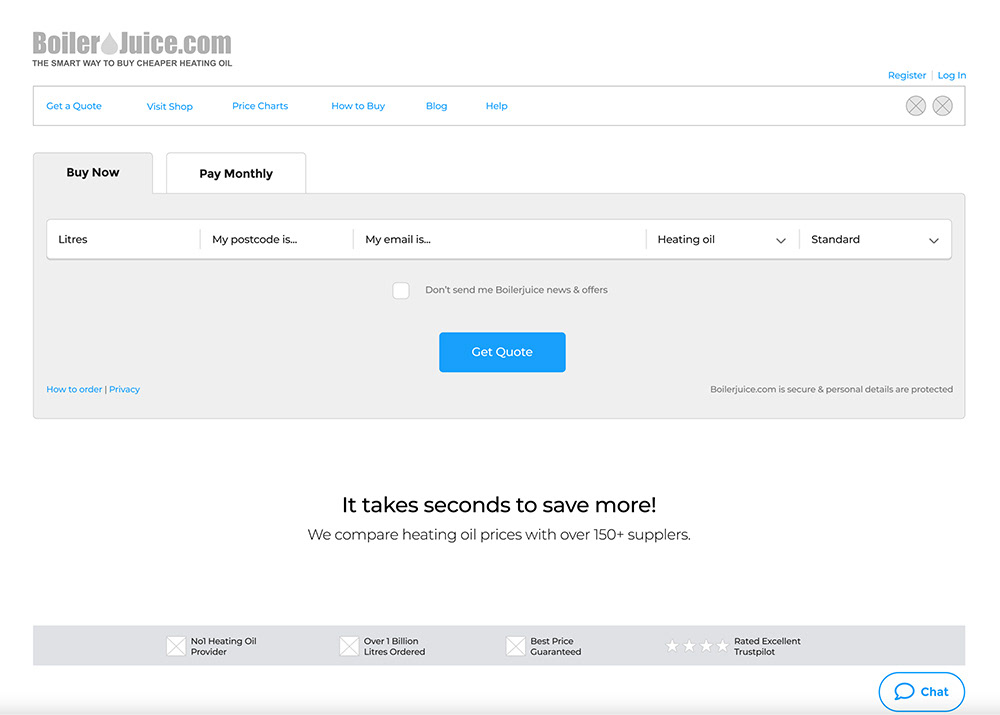 Boiler Juice.com
THE SMART WAY TO BUY CHEAPER HEATING OIL
Register | Log In
Get a Quote Visit Shop Price Charts How to Buy Blog Help
Buy Now Pay Monthly
Litres My postcode is... My email is... Heating oil Standard
Don't send me Boilerjuice news & offers
Get Quote
How to order | Privacy
Boilerjuice.com is secure & personal details are protected
It takes seconds to save more!
We compare heating oil prices with over 150+ supplers.
No1 Heating Oil
Provider
Over 1 Billion
Litres Ordered
Best Price
Guaranteed
Rated Excellent
Trustpilot
Chat